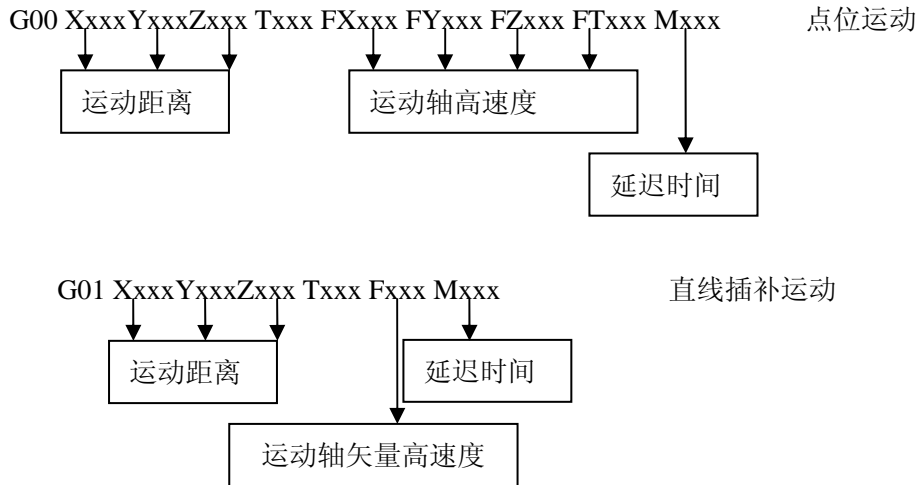 G00 XxxxYxxxZxxx Txxx FXxxx FYxxx FZxxx FTxxx Mxxx 点位运动
运动距离 运动轴高速度
延迟时间
G01 XxxxYxxxZxxx Txxx Fxxx Mxxx 直线插补运动
运动距离 延迟时间
运动轴矢量高速度